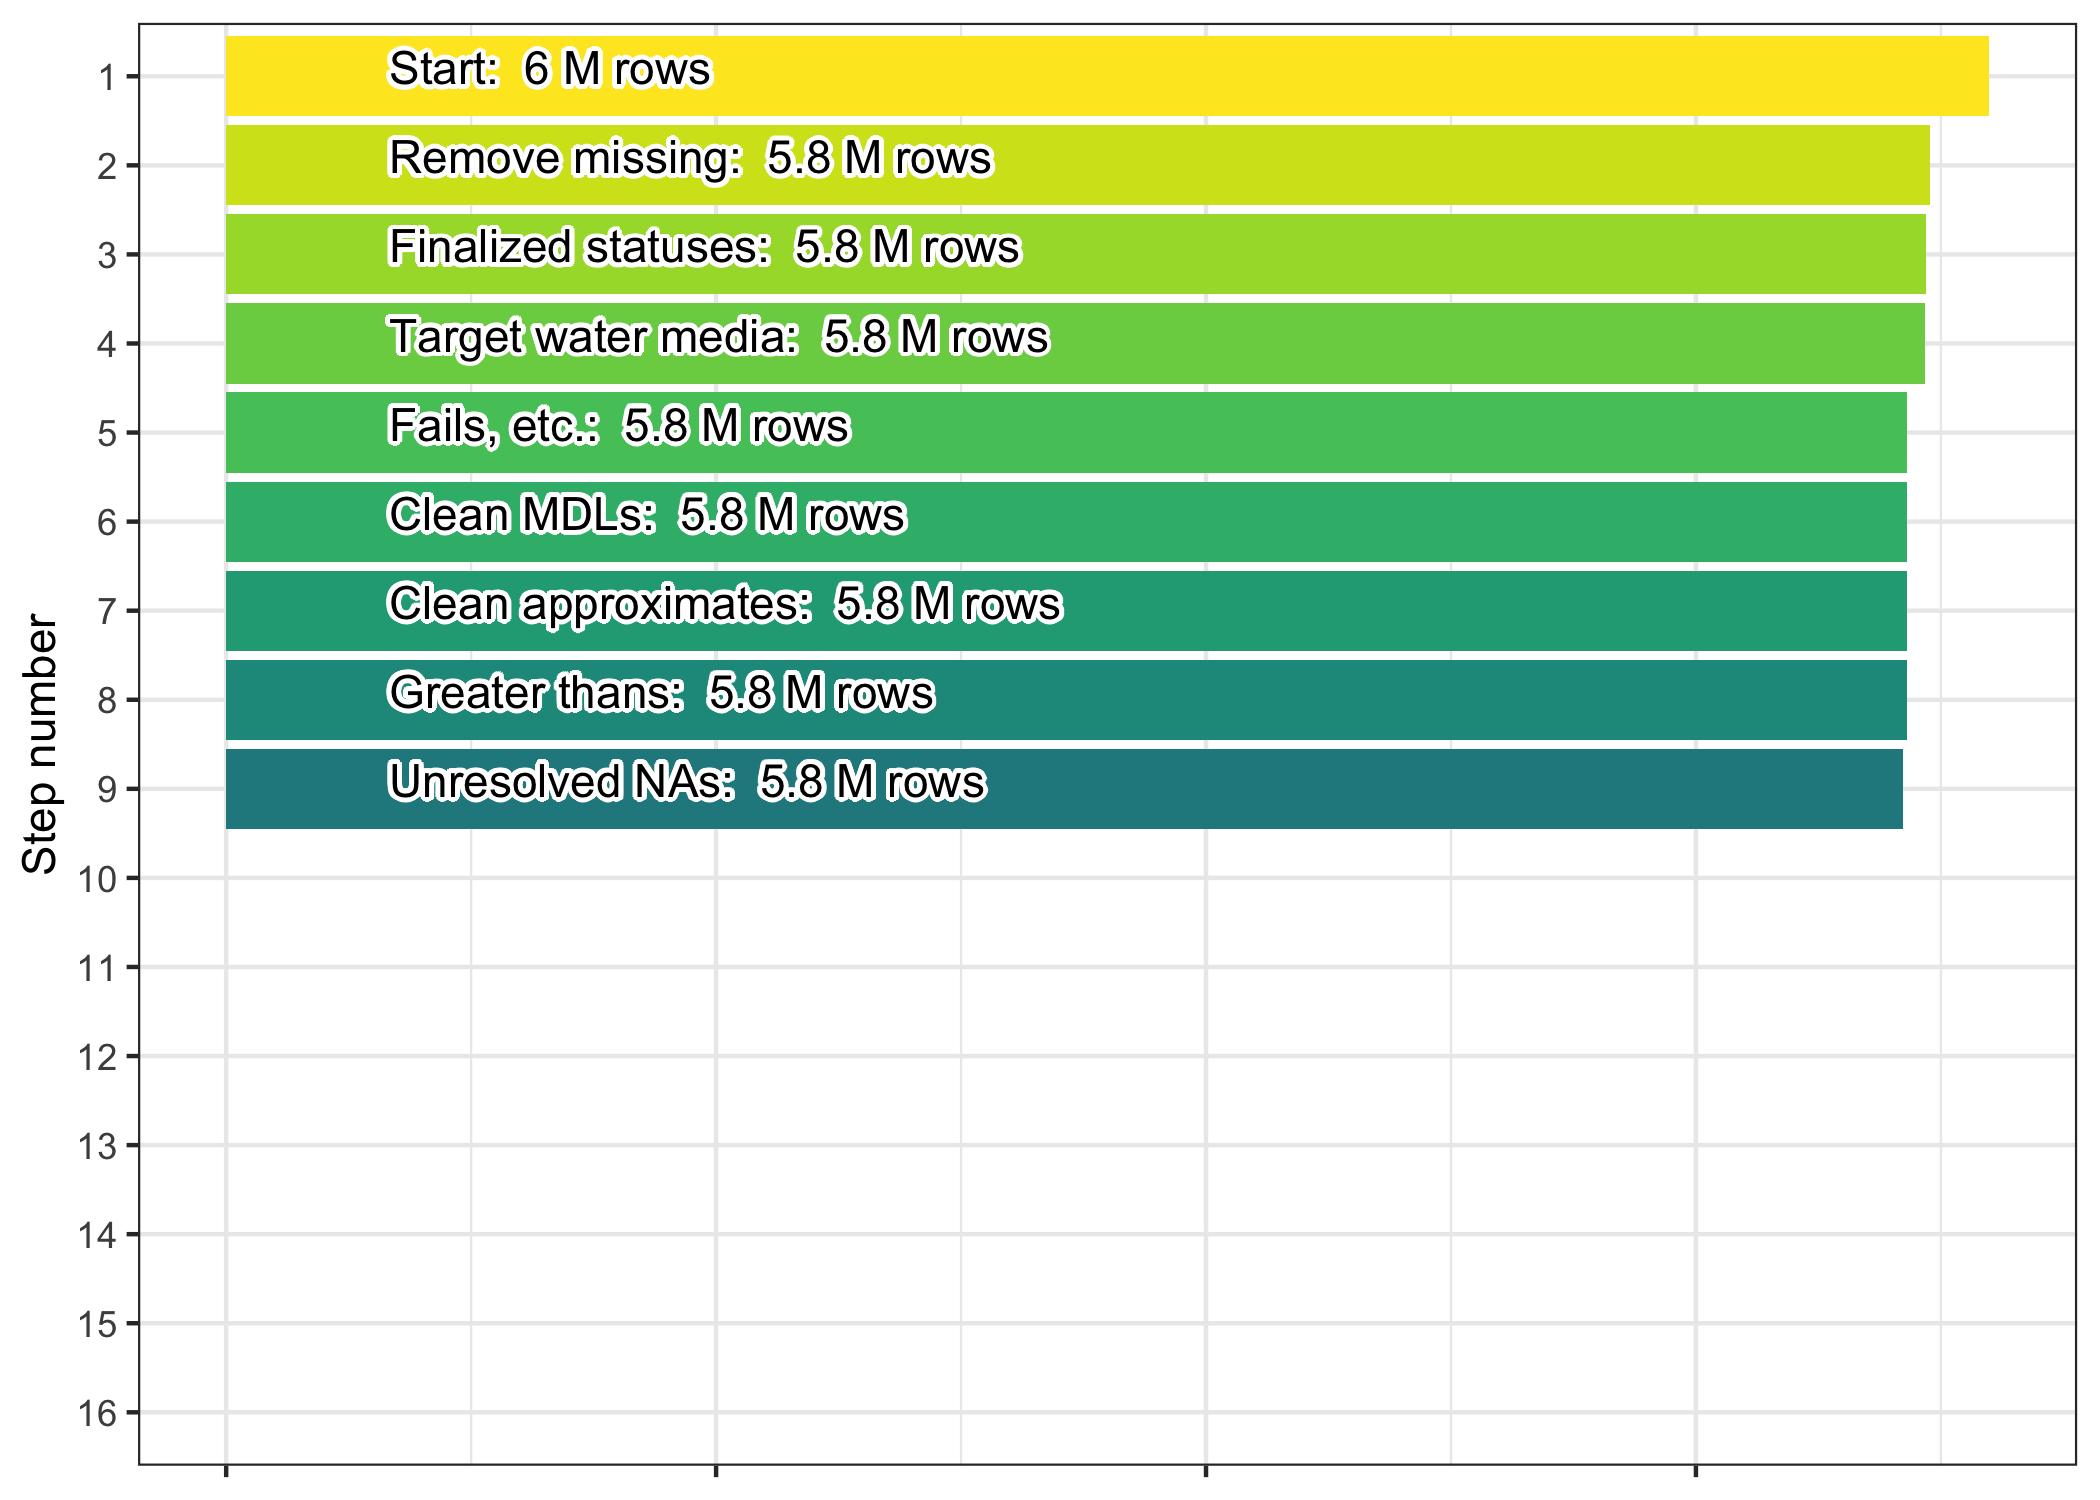 Step number
1
Start:  6 M rows
2
Remove missing:  5.8 M rows
3
Finalized statuses:  5.8 M rows
4
Target water media:  5.8 M rows
5
Fails, etc.:  5.8 M rows
6
Clean MDLs:  5.8 M rows
7
Clean approximates:  5.8 M rows
8
Greater thans:  5.8 M rows
9
Unresolved NAs:  5.8 M rows
10
11
12
13
14
15
16